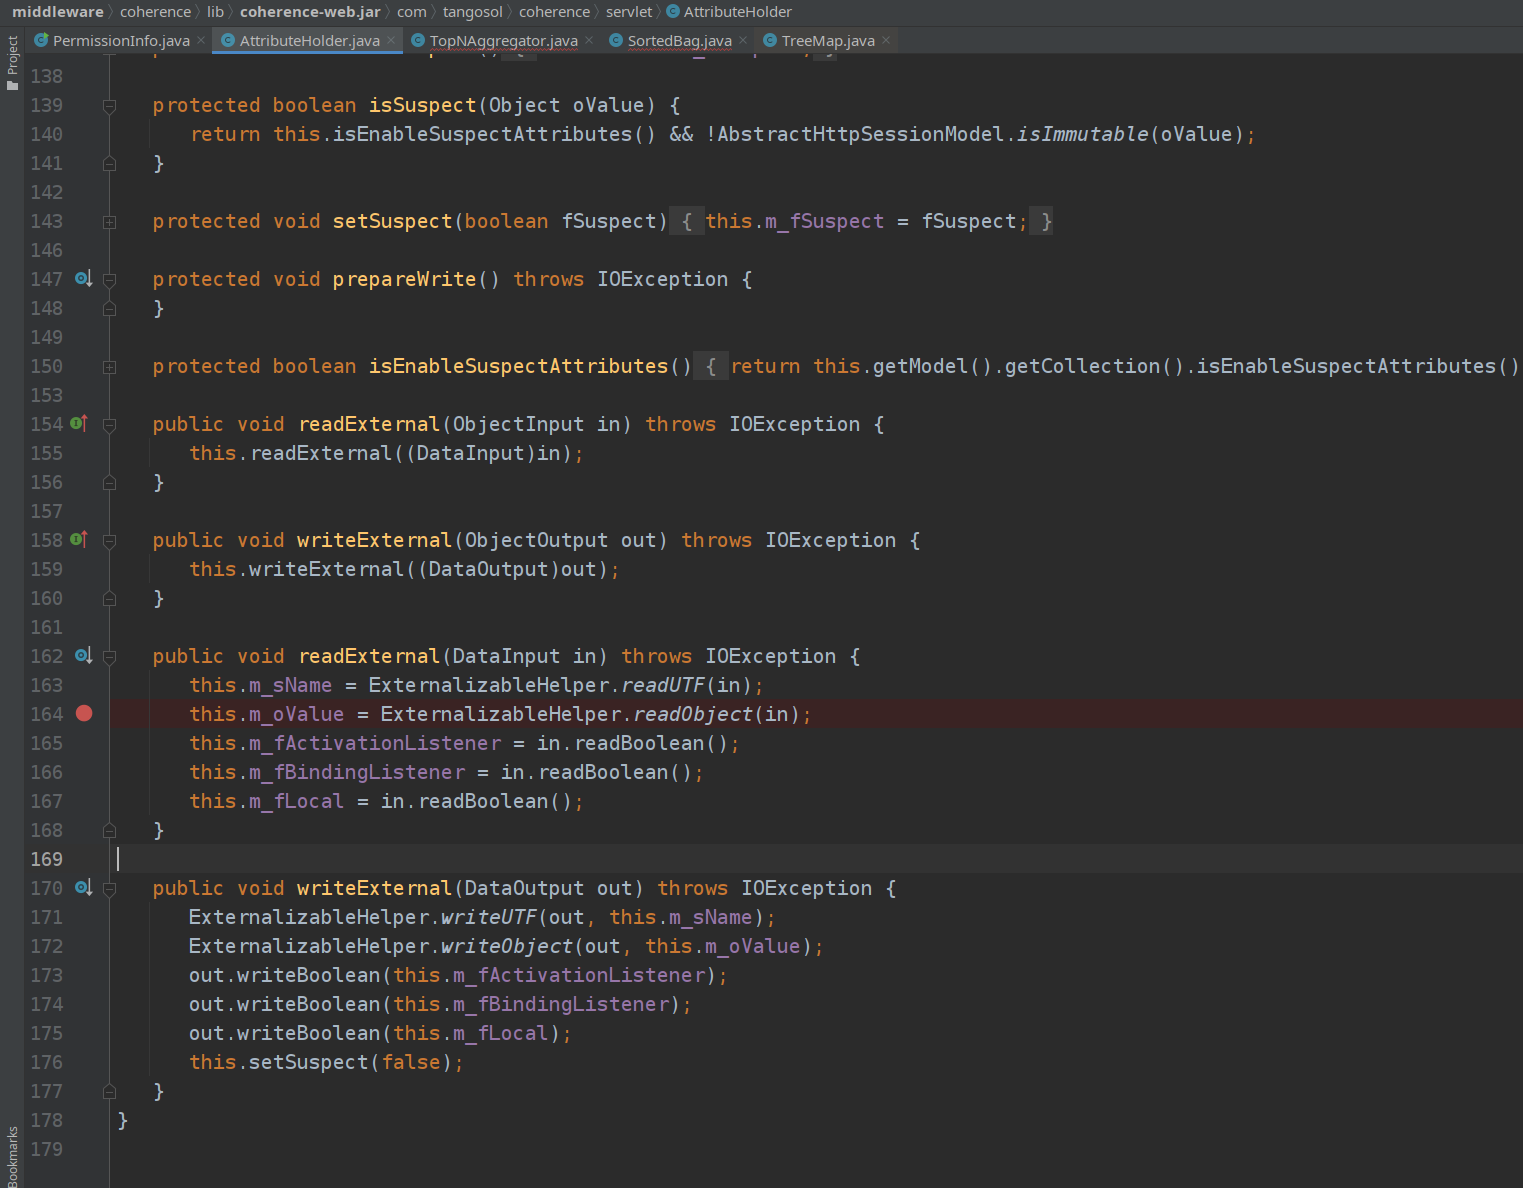 middleware coherence lib coherence-web.jar com tangosol coherence servlet AttributeHolder
PermissionInfo.java AttributeHolder.java TopNAggregator.java SortedBag.java TreeMap.java
Project
138
139 protected boolean isSuspect(Object oValue) {
140 return this.isEnableSuspectAttributes() && !AbstractHttpSessionModel.isImmutable(oValue);
141 }
142
143 protected void setSuspect(boolean fSuspect) { this.m_fSuspect = fSuspect; }
146
147 protected void prepareWrite() throws IOException {
148 }
149
150 protected boolean isEnableSuspectAttributes() { return this.getModel().getCollection().isEnableSuspectAttributes()
153
154 public void readExternal(ObjectInput in) throws IOException {
155 this.readExternal((DataInput)in);
156 }
157
158 public void writeExternal(ObjectOutput out) throws IOException {
159 this.writeExternal((DataOutput)out);
160 }
161
162 public void readExternal(DataInput in) throws IOException {
163 this.m_sName = ExternalizableHelper.readUTF(in);
164 this.m_oValue = ExternalizableHelper.readObject(in);
165 this.m_fActivationListener = in.readBoolean();
166 this.m_fBindingListener = in.readBoolean();
167 this.m_fLocal = in.readBoolean();
168 }
169
170 public void writeExternal(DataOutput out) throws IOException {
171 ExternalizableHelper.writeUTF(out, this.m_sName);
172 ExternalizableHelper.writeObject(out, this.m_oValue);
173 out.writeBoolean(this.m_fActivationListener);
174 out.writeBoolean(this.m_fBindingListener);
175 out.writeBoolean(this.m_fLocal);
176 this.setSuspect(false);
177 }
178 }
179
Bookmarks